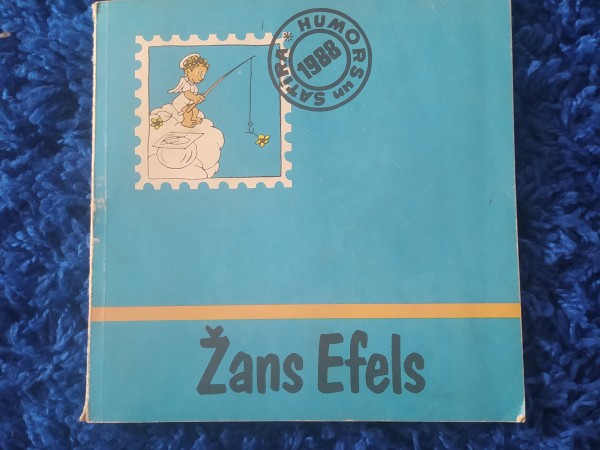 HUMORS un SATĪRA *
1988
Žans Efels